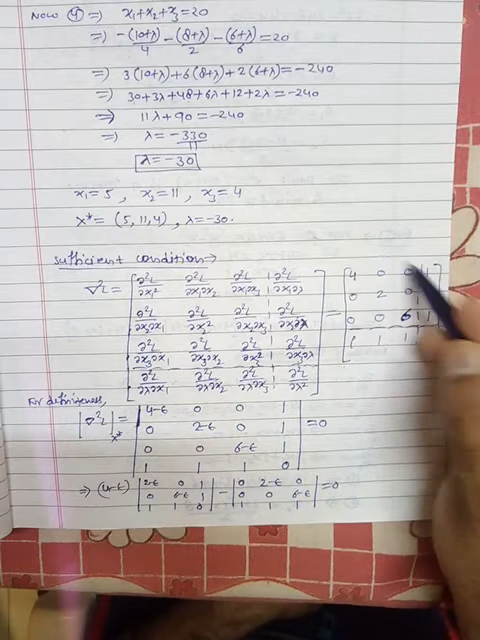 Now ④ ⇒ x₁+x₂+x₃=20
⇒ -(10+λ)/4 - (8+λ)/2 - (6+λ)/6 = 20
⇒ 3(10+λ)+6(8+λ)+2(6+λ)=-240
⇒ 30+3λ+48+6λ+12+2λ=-240
⇒ 11λ+90=-240
⇒ λ=-330/11
λ=-30
x₁=5, x₂=11, x₃=4
X*=(5,11,4), λ=-30.
Sufficient condition→
∇²L= [∂²L/∂x₁² ∂²L/∂x₁∂x₂ ∂²L/∂x₁∂x₃ ∂²L/∂x₁∂λ] = [4 0 0 1]
[∂²L/∂x₂∂x₁ ∂²L/∂x₂² ∂²L/∂x₂∂x₃ ∂²L/∂x₂∂λ] [0 2 0 1]
[∂²L/∂x₃∂x₁ ∂²L/∂x₃∂x₂ ∂²L/∂x₃² ∂²L/∂x₃∂λ] [0 0 6 1]
[∂²L/∂λ∂x₁ ∂²L/∂λ∂x₂ ∂²L/∂λ∂x₃ ∂²L/∂λ²] [1 1 1]
For definiteness,
|∇²L|x* = |4-ϵ 0 0 1| =0
|0 2-ϵ 0 1|
|0 0 6-ϵ 1|
|1 1 1 0|
⇒ (4-ϵ) |2-ϵ 0 1| - |0 2-ϵ 0| =0
|0 6-ϵ 1| |0 0 6-ϵ|
|1 1 0| |1 1 1|